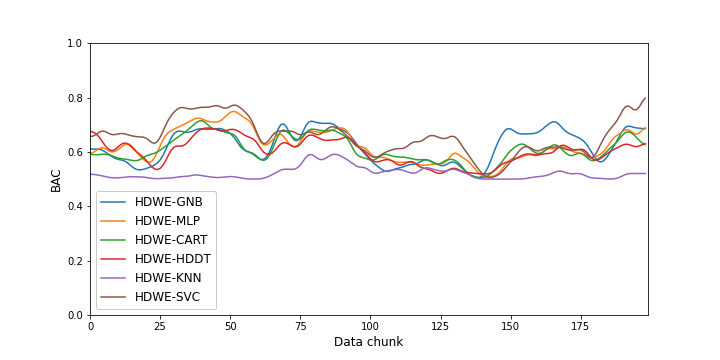 1.0
0.8
0.6
0.4
0.2
0.0
BAC
HDWE-GNB
HDWE-MLP
HDWE-CART
HDWE-HDDT
HDWE-KNN
HDWE-SVC
0 25 50 75 100 125 150 175
Data chunk